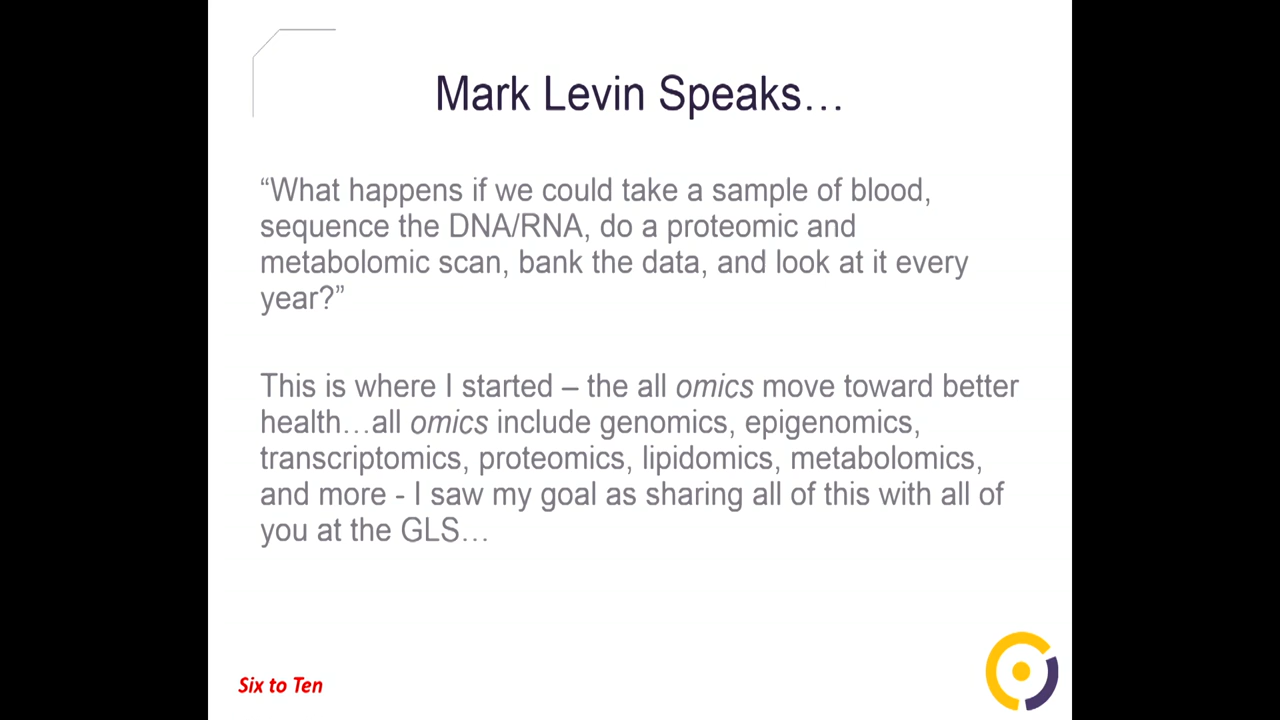 Mark Levin Speaks…
“What happens if we could take a sample of blood,
sequence the DNA/RNA, do a proteomic and
metabolomic scan, bank the data, and look at it every
year?”
This is where I started – the all omics move toward better
health…all omics include genomics, epigenomics,
transcriptomics, proteomics, lipidomics, metabolomics,
and more - I saw my goal as sharing all of this with all of
you at the GLS…
Six to Ten